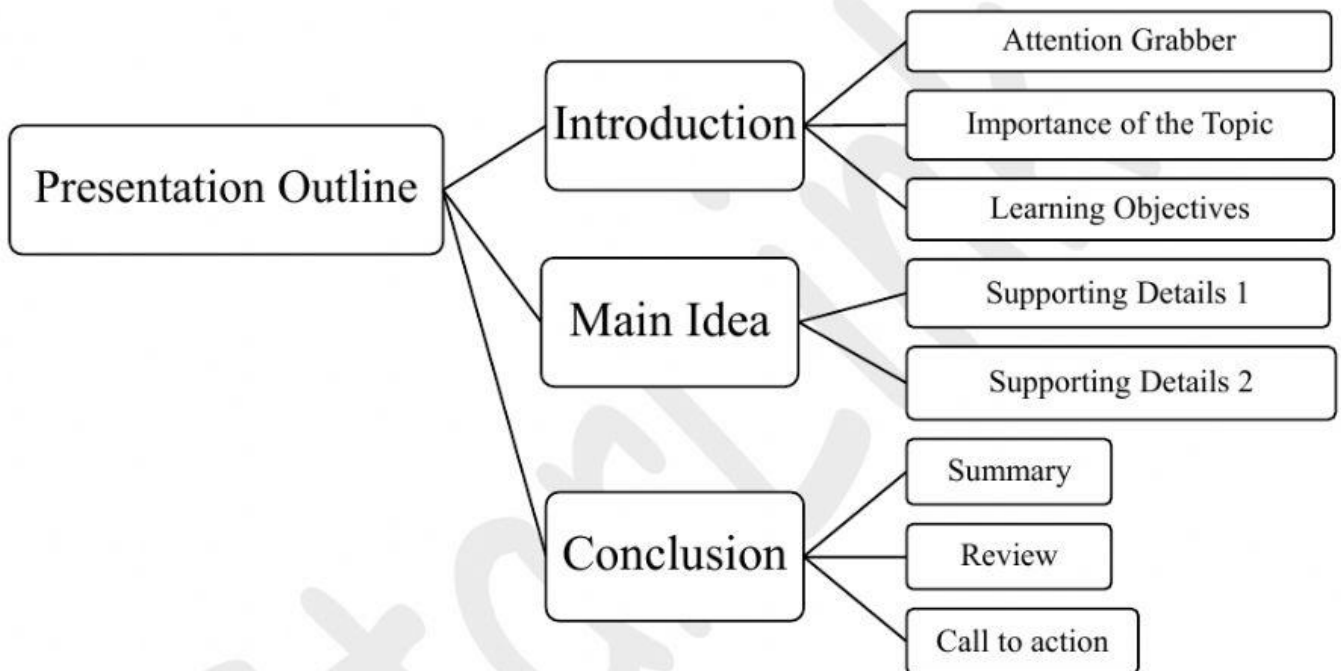 Presentation Outline
Introduction
Attention Grabber
Importance of the Topic
Learning Objectives
Main Idea
Supporting Details 1
Supporting Details 2
Conclusion
Summary
Review
Call to action